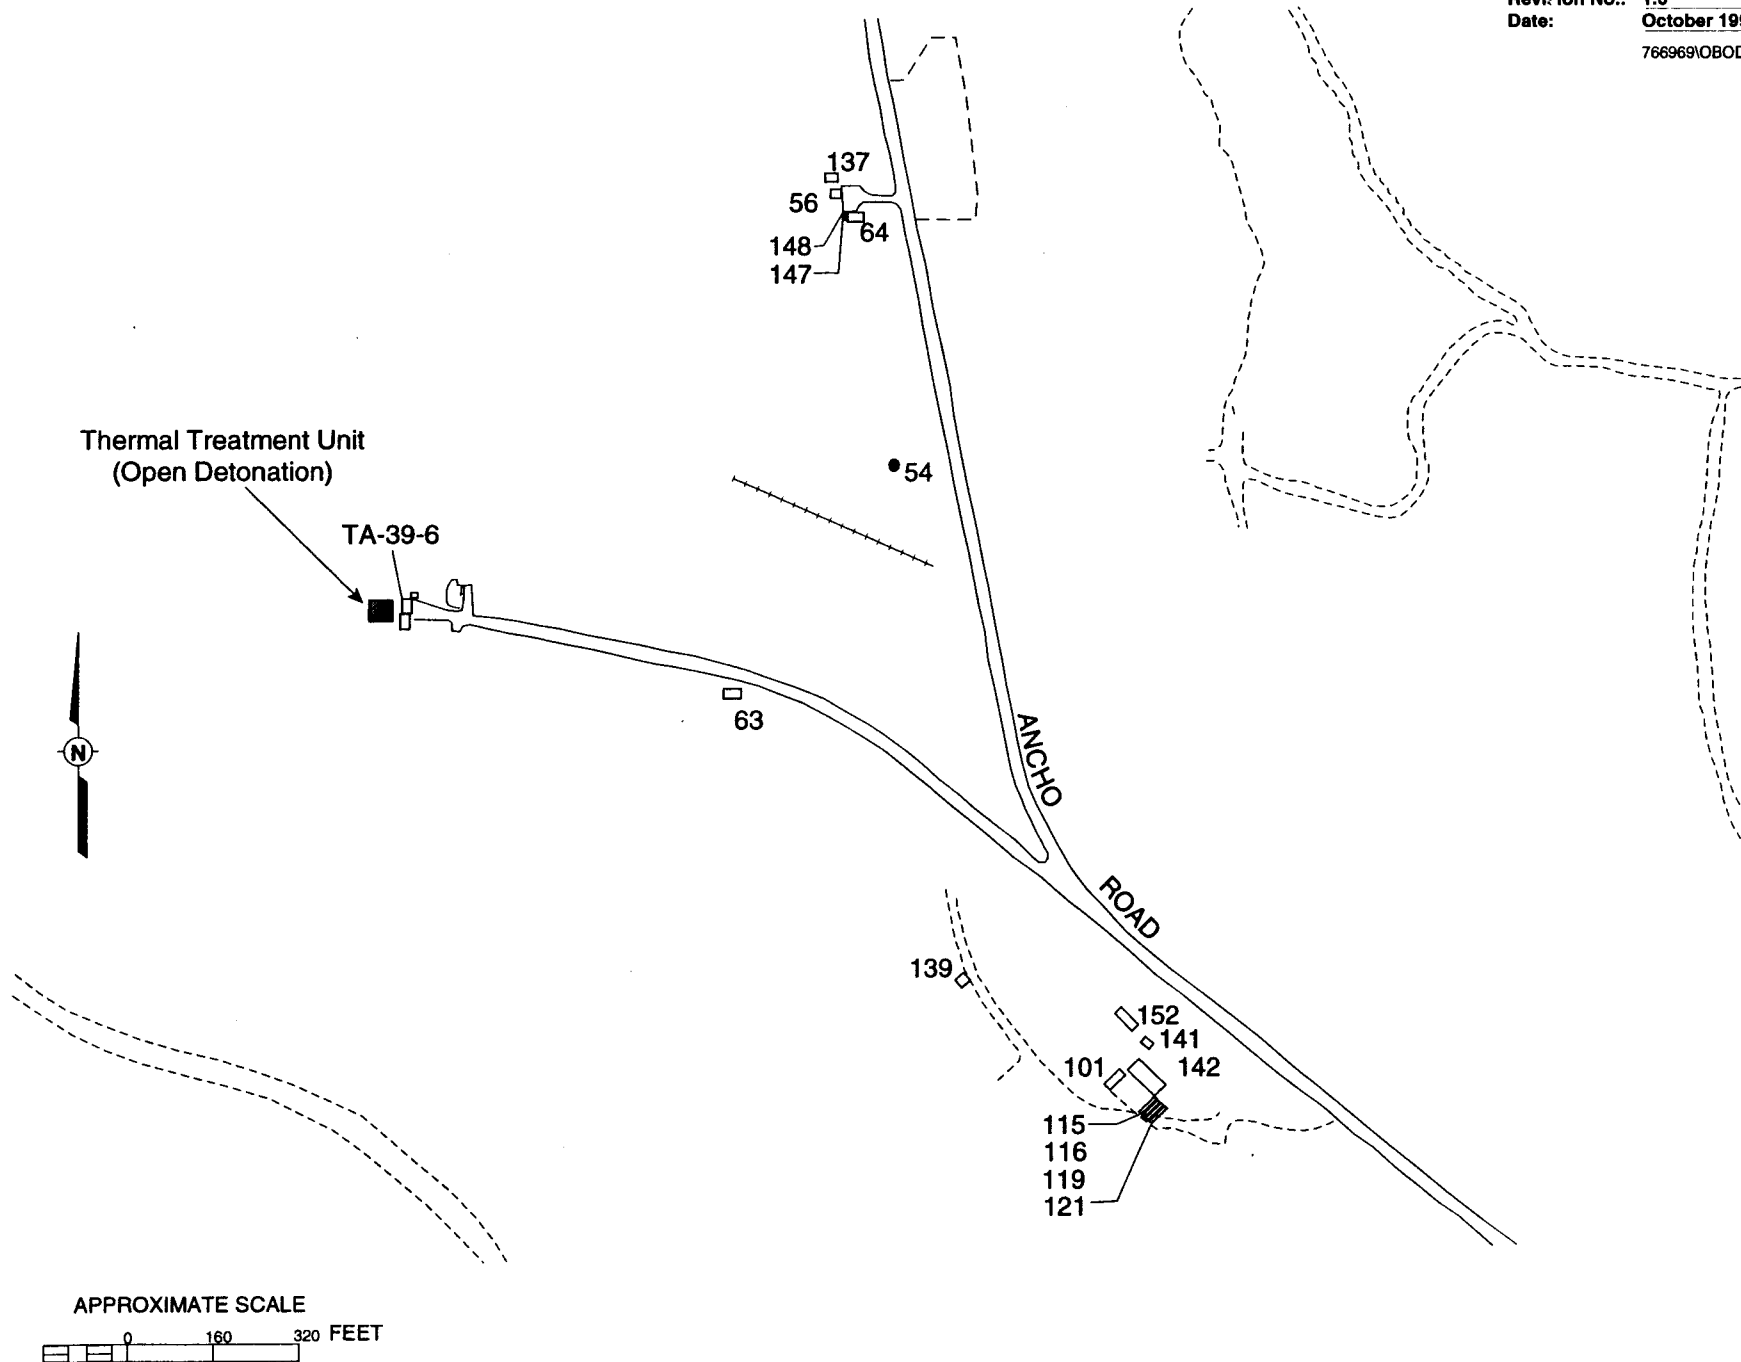 Date: October 199
766969\OBOD
137
56
64
148
147
Thermal Treatment Unit
(Open Detonation)
54
TA-39-6
63
N
ANCHO
ROAD
139
152
141
101
142
115
116
119
121
APPROXIMATE SCALE
0 160 320 FEET